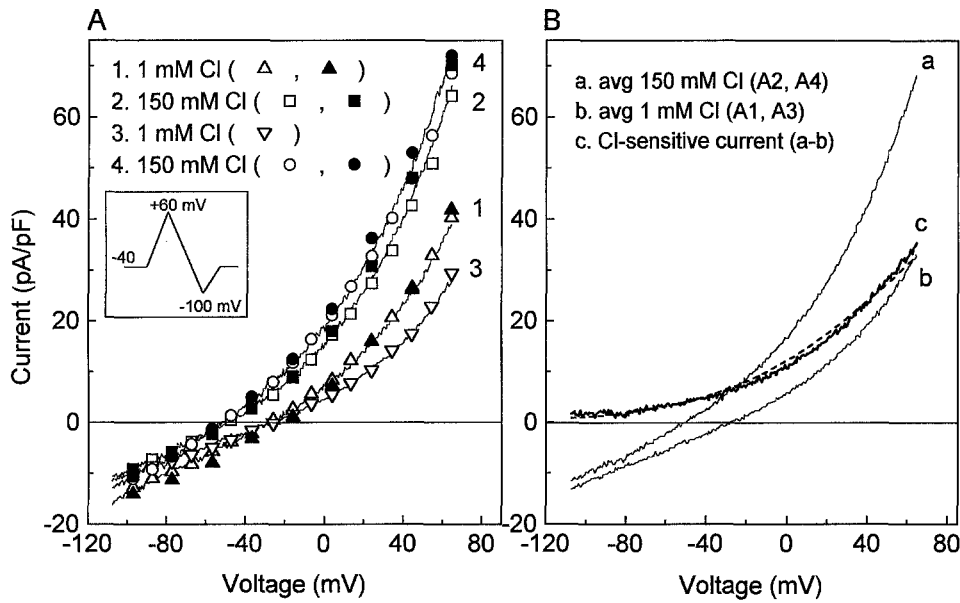 A
1. 1 mM Cl ( △ , ▲ )
2. 150 mM Cl ( □ , ■ )
3. 1 mM Cl ( ▽ )
4. 150 mM Cl ( ○ , ● )
+60 mV
-40
-100 mV
4
2
1
3
Current (pA/pF)
60
40
20
0
-20
-120
-80
-40
0
40
80
Voltage (mV)
B
a. avg 150 mM Cl (A2, A4)
b. avg 1 mM Cl (A1, A3)
c. Cl-sensitive current (a-b)
a
c
b
60
40
20
0
-20
-120
-80
-40
0
40
80
Voltage (mV)